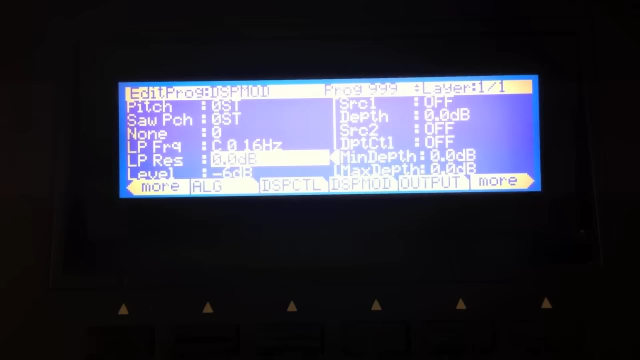 EditProg:DSPMOD Prog 999 Layer:1/1
Pitch : 0ST Src1 : OFF
Saw Pch : 0ST Depth : 0.0dB
None : 0 Src2 : OFF
LP Frq : C 0 16Hz DptCtl : OFF
LP Res : 0.0dB MinDepth: 0.0dB
Level : -6dB MaxDepth: 0.0dB
more ALG DSPCTL DSPMOD OUTPUT more